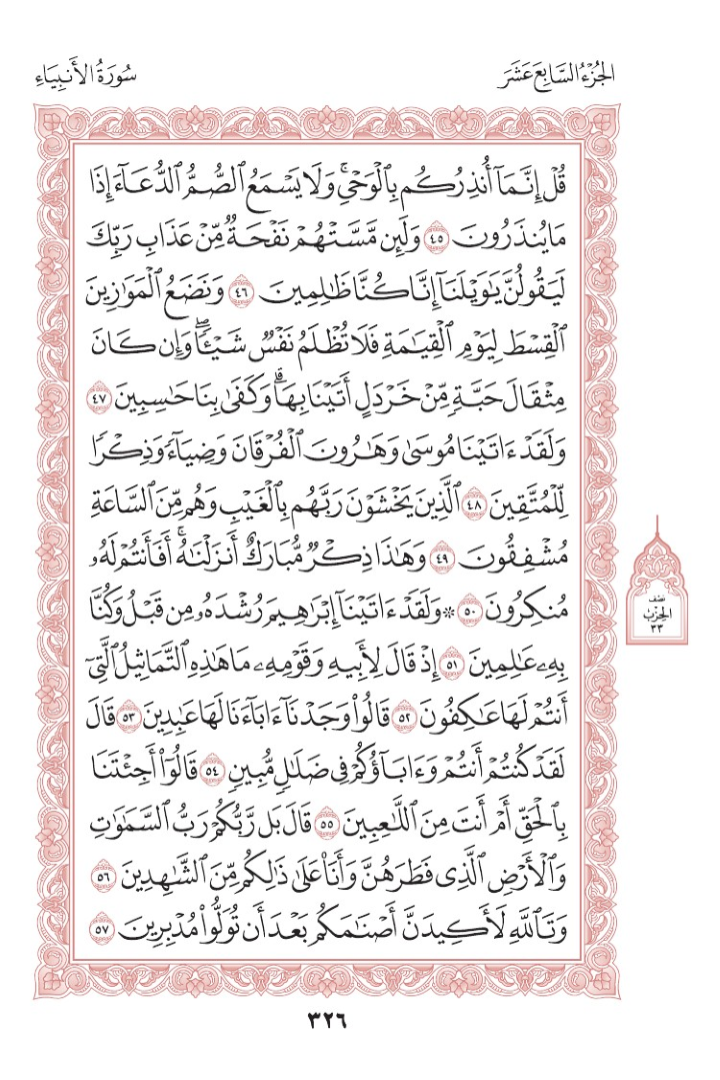 الجُزْءُ السَّابِعَ عَشَرَ
سُورَةُ الأَنبِيَاءِ
قُلۡ إِنَّمَآ أُنذِرُكُم بِٱلۡوَحۡيِۚ وَلَا يَسۡمَعُ ٱلصُّمُّ ٱلدُّعَآءَ إِذَا
مَا يُنذَرُونَ ٤٥ وَلَئِن مَّسَّتۡهُمۡ نَفۡحَةٞ مِّنۡ عَذَابِ رَبِّكَ
لَيَقُولُنَّ يَٰوَيۡلَنَآ إِنَّا كُنَّا ظَٰلِمِينَ ٤٦ وَنَضَعُ ٱلۡمَوَٰزِينَ
ٱلۡقِسۡطَ لِيَوۡمِ ٱلۡقِيَٰمَةِ فَلَا تُظۡلَمُ نَفۡسٞ شَيۡـٔٗاۖ وَإِن كَانَ
مِثۡقَالَ حَبَّةٖ مِّنۡ خَرۡدَلٍ أَتَيۡنَا بِهَاۗ وَكَفَىٰ بِنَا حَٰسِبِينَ ٤٧
وَلَقَدۡ ءَاتَيۡنَا مُوسَىٰ وَهَٰرُونَ ٱلۡفُرۡقَانَ وَضِيَآءٗ وَذِكۡرٗا
لِّلۡمُتَّقِينَ ٤٨ ٱلَّذِينَ يَخۡشَوۡنَ رَبَّهُم بِٱلۡغَيۡبِ وَهُم مِّنَ ٱلسَّاعَةِ
مُشۡفِقُونَ ٤٩ وَهَٰذَا ذِكۡرٞ مُّبَارَكٌ أَنزَلۡنَٰهُۚ أَفَأَنتُمۡ لَهُۥ
مُنكِرُونَ ٥٠ ۞ وَلَقَدۡ ءَاتَيۡنَآ إِبۡرَٰهِيمَ رُشۡدَهُۥ مِن قَبۡلُ وَكُنَّا
بِهِۦ عَٰلِمِينَ ٥١ إِذۡ قَالَ لِأَبِيهِ وَقَوۡمِهِۦ مَا هَٰذِهِ ٱلتَّمَاثِيلُ ٱلَّتِيٓ
أَنتُمۡ لَهَا عَٰكِفُونَ ٥٢ قَالُواْ وَجَدۡنَآ ءَابَآءَنَا لَهَا عَٰبِدِينَ ٥٣ قَالَ
لَقَدۡ كُنتُمۡ أَنتُمۡ وَءَابَآؤُكُمۡ فِي ضَلَٰلٖ مُّبِينٖ ٥٤ قَالُوٓاْ أَجِئۡتَنَا
بِٱلۡحَقِّ أَمۡ أَنتَ مِنَ ٱللَّٰعِبِينَ ٥٥ قَالَ بَل رَّبُّكُمۡ رَبُّ ٱلسَّمَٰوَٰتِ
وَٱلۡأَرۡضِ ٱلَّذِي فَطَرَهُنَّ وَأَنَا۠ عَلَىٰ ذَٰلِكُم مِّنَ ٱلشَّٰهِدِينَ ٥٦
وَتَٱللَّهِ لَأَكِيدَنَّ أَصۡنَٰمَكُم بَعۡدَ أَن تُوَلُّواْ مُدۡبِرِينَ ٥٧
نصف
الحِزْب
٣٣
٣٢٦